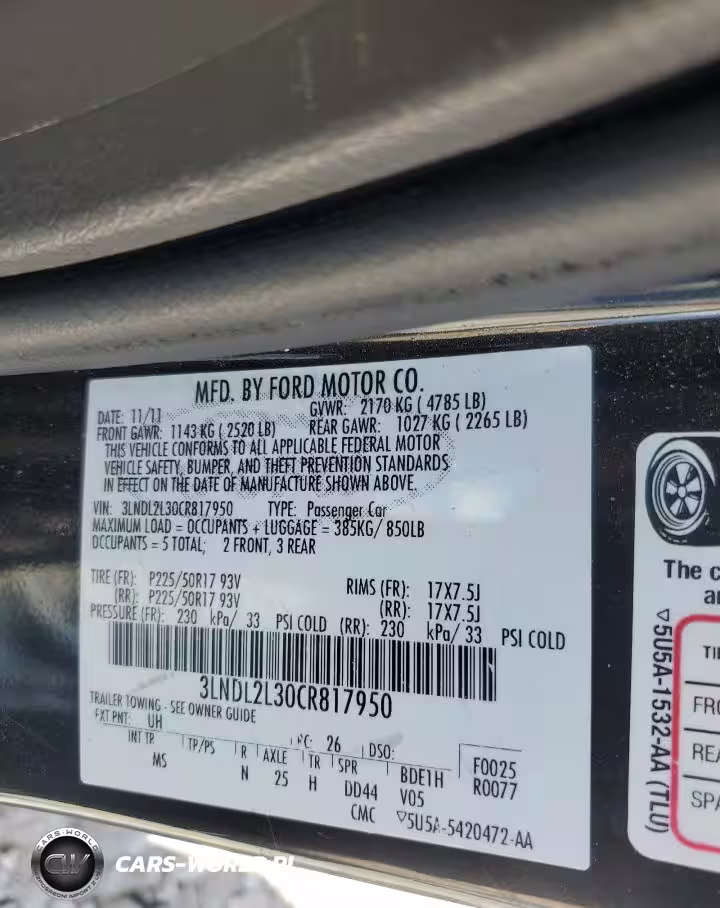 MFD. BY FORD MOTOR CO.
DATE: 11/11 GVWR: 2170 KG ( 4785 LB)
FRONT GAWR: 1143 KG ( 2520 LB) REAR GAWR: 1027 KG ( 2265 LB)
THIS VEHICLE CONFORMS TO ALL APPLICABLE FEDERAL MOTOR
VEHICLE SAFETY, BUMPER, AND THEFT PREVENTION STANDARDS
IN EFFECT ON THE DATE OF MANUFACTURE SHOWN ABOVE.
VIN: 3LNDL2L30CR817950 TYPE: Passenger Car
MAXIMUM LOAD = OCCUPANTS + LUGGAGE = 385KG/ 850LB
OCCUPANTS = 5 TOTAL; 2 FRONT, 3 REAR
TIRE (FR): P225/50R17 93V RIMS (FR): 17X7.5J
(RR): P225/50R17 93V (RR): 17X7.5J
PRESSURE (FR): 230 kPa/ 33 PSI COLD (RR): 230 kPa/ 33 PSI COLD
3LNDL2L30CR817950
TRAILER TOWING - SEE OWNER GUIDE
EXT PNT: UH RC: 26 DSO:
INT TR TP/PS R AXLE TR SPR BDE1H F0025
MS N 25 H DD44 V05 R0077
CMC ▽5U5A-5420472-AA
The c
a
▽5U5A-1532-AA (TLU)
TI
FRO
REA
SPA
CARS-WORLD
CW
CARS-WORLD.PL